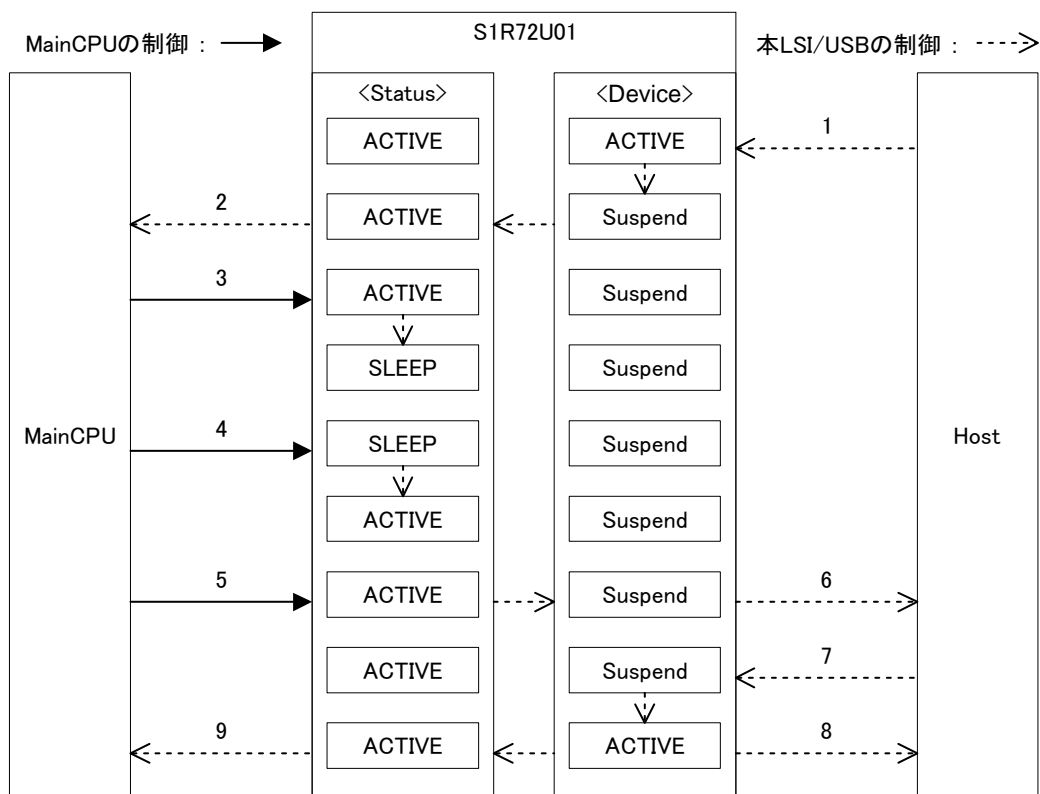 S1R72U01
MainCPUの制御 :
本LSI/USBの制御 :
<Status> <Device>
ACTIVE ACTIVE 1
2 ACTIVE Suspend
3 ACTIVE Suspend
SLEEP Suspend
MainCPU 4 SLEEP Suspend Host
ACTIVE Suspend
5 ACTIVE Suspend 6
ACTIVE Suspend 7
9 ACTIVE ACTIVE 8